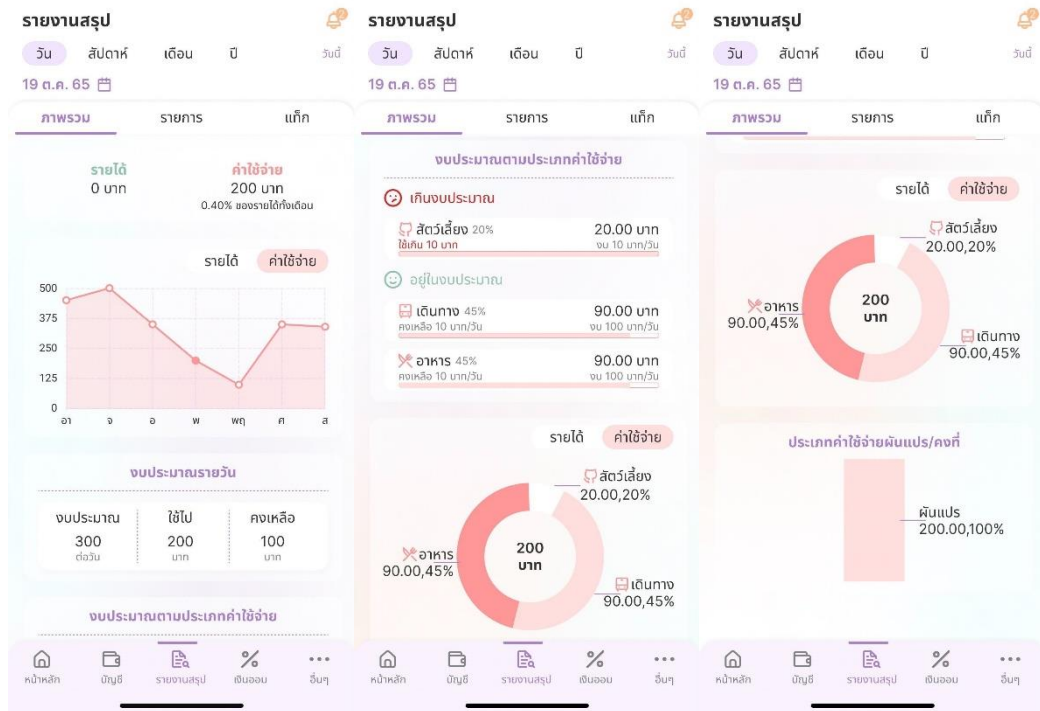 รายงานสรุป
2
วัน สัปดาห์ เดือน ปี วันนี้
19 ต.ค. 65
ภาพรวม รายการ แท็ก
รายได้ ค่าใช้จ่าย
0 บาท 200 บาท
0.40% ของรายได้ทั้งเดือน
รายได้ ค่าใช้จ่าย
500
375
250
125
0
อา จ อ พ พฤ ศ ส
งบประมาณรายวัน
งบประมาณ ใช้ไป คงเหลือ
300 200 100
ต่อวัน บาท บาท
งบประมาณตามประเภทค่าใช้จ่าย
หน้าหลัก บัญชี รายงานสรุป เงินออม อื่นๆ
รายงานสรุป
2
วัน สัปดาห์ เดือน ปี วันนี้
19 ต.ค. 65
ภาพรวม รายการ แท็ก
งบประมาณตามประเภทค่าใช้จ่าย
เกินงบประมาณ
สัตว์เลี้ยง 20% 20.00 บาท
ใช้เกิน 10 บาท งบ 10 บาท/วัน
อยู่ในงบประมาณ
เดินทาง 45% 90.00 บาท
คงเหลือ 10 บาท/วัน งบ 100 บาท/วัน
อาหาร 45% 90.00 บาท
คงเหลือ 10 บาท/วัน งบ 100 บาท/วัน
รายได้ ค่าใช้จ่าย
สัตว์เลี้ยง
20.00,20%
200
บาท
อาหาร
90.00,45%
เดินทาง
90.00,45%
หน้าหลัก บัญชี รายงานสรุป เงินออม อื่นๆ
รายงานสรุป
2
วัน สัปดาห์ เดือน ปี วันนี้
19 ต.ค. 65
ภาพรวม รายการ แท็ก
รายได้ ค่าใช้จ่าย
สัตว์เลี้ยง
20.00,20%
200
บาท
อาหาร
90.00,45%
เดินทาง
90.00,45%
ประเภทค่าใช้จ่ายผันแปร/คงที่
ผันแปร
200.00,100%
หน้าหลัก บัญชี รายงานสรุป เงินออม อื่นๆ